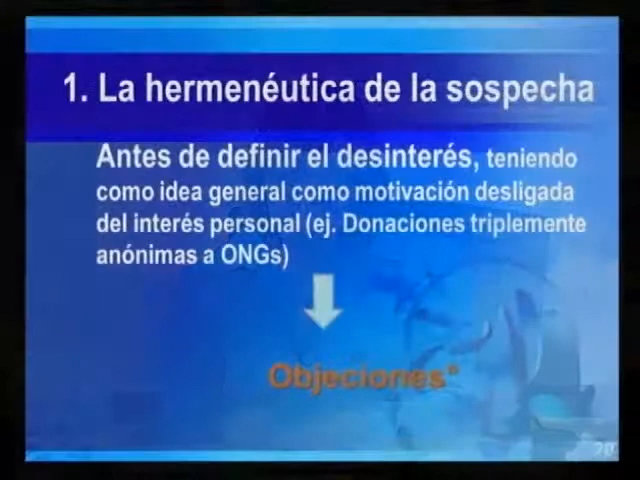 1. La hermenéutica de la sospecha
Antes de definir el desinterés, teniendo
como idea general como motivación desligada
del interés personal (ej. Donaciones triplemente
anónimas a ONGs)
Objeciones"